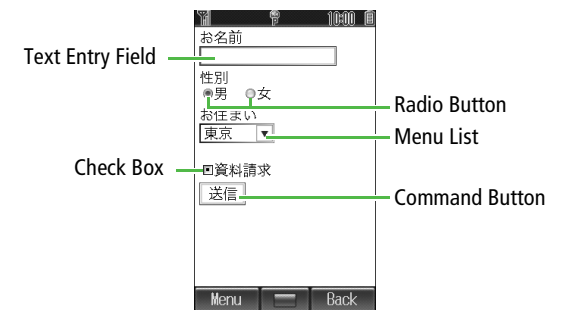 10:00
お名前
Text Entry Field
性別
男 女
Radio Button
お住まい
東京
Menu List
Check Box
資料請求
送信
Command Button
Menu Back